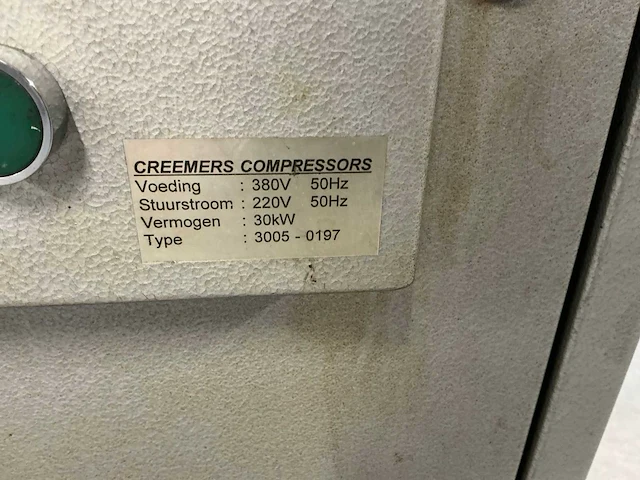 CREEMERS COMPRESSORS
Voeding : 380V 50Hz
Stuurstroom : 220V 50Hz
Vermogen : 30kW
Type : 3005 - 0197